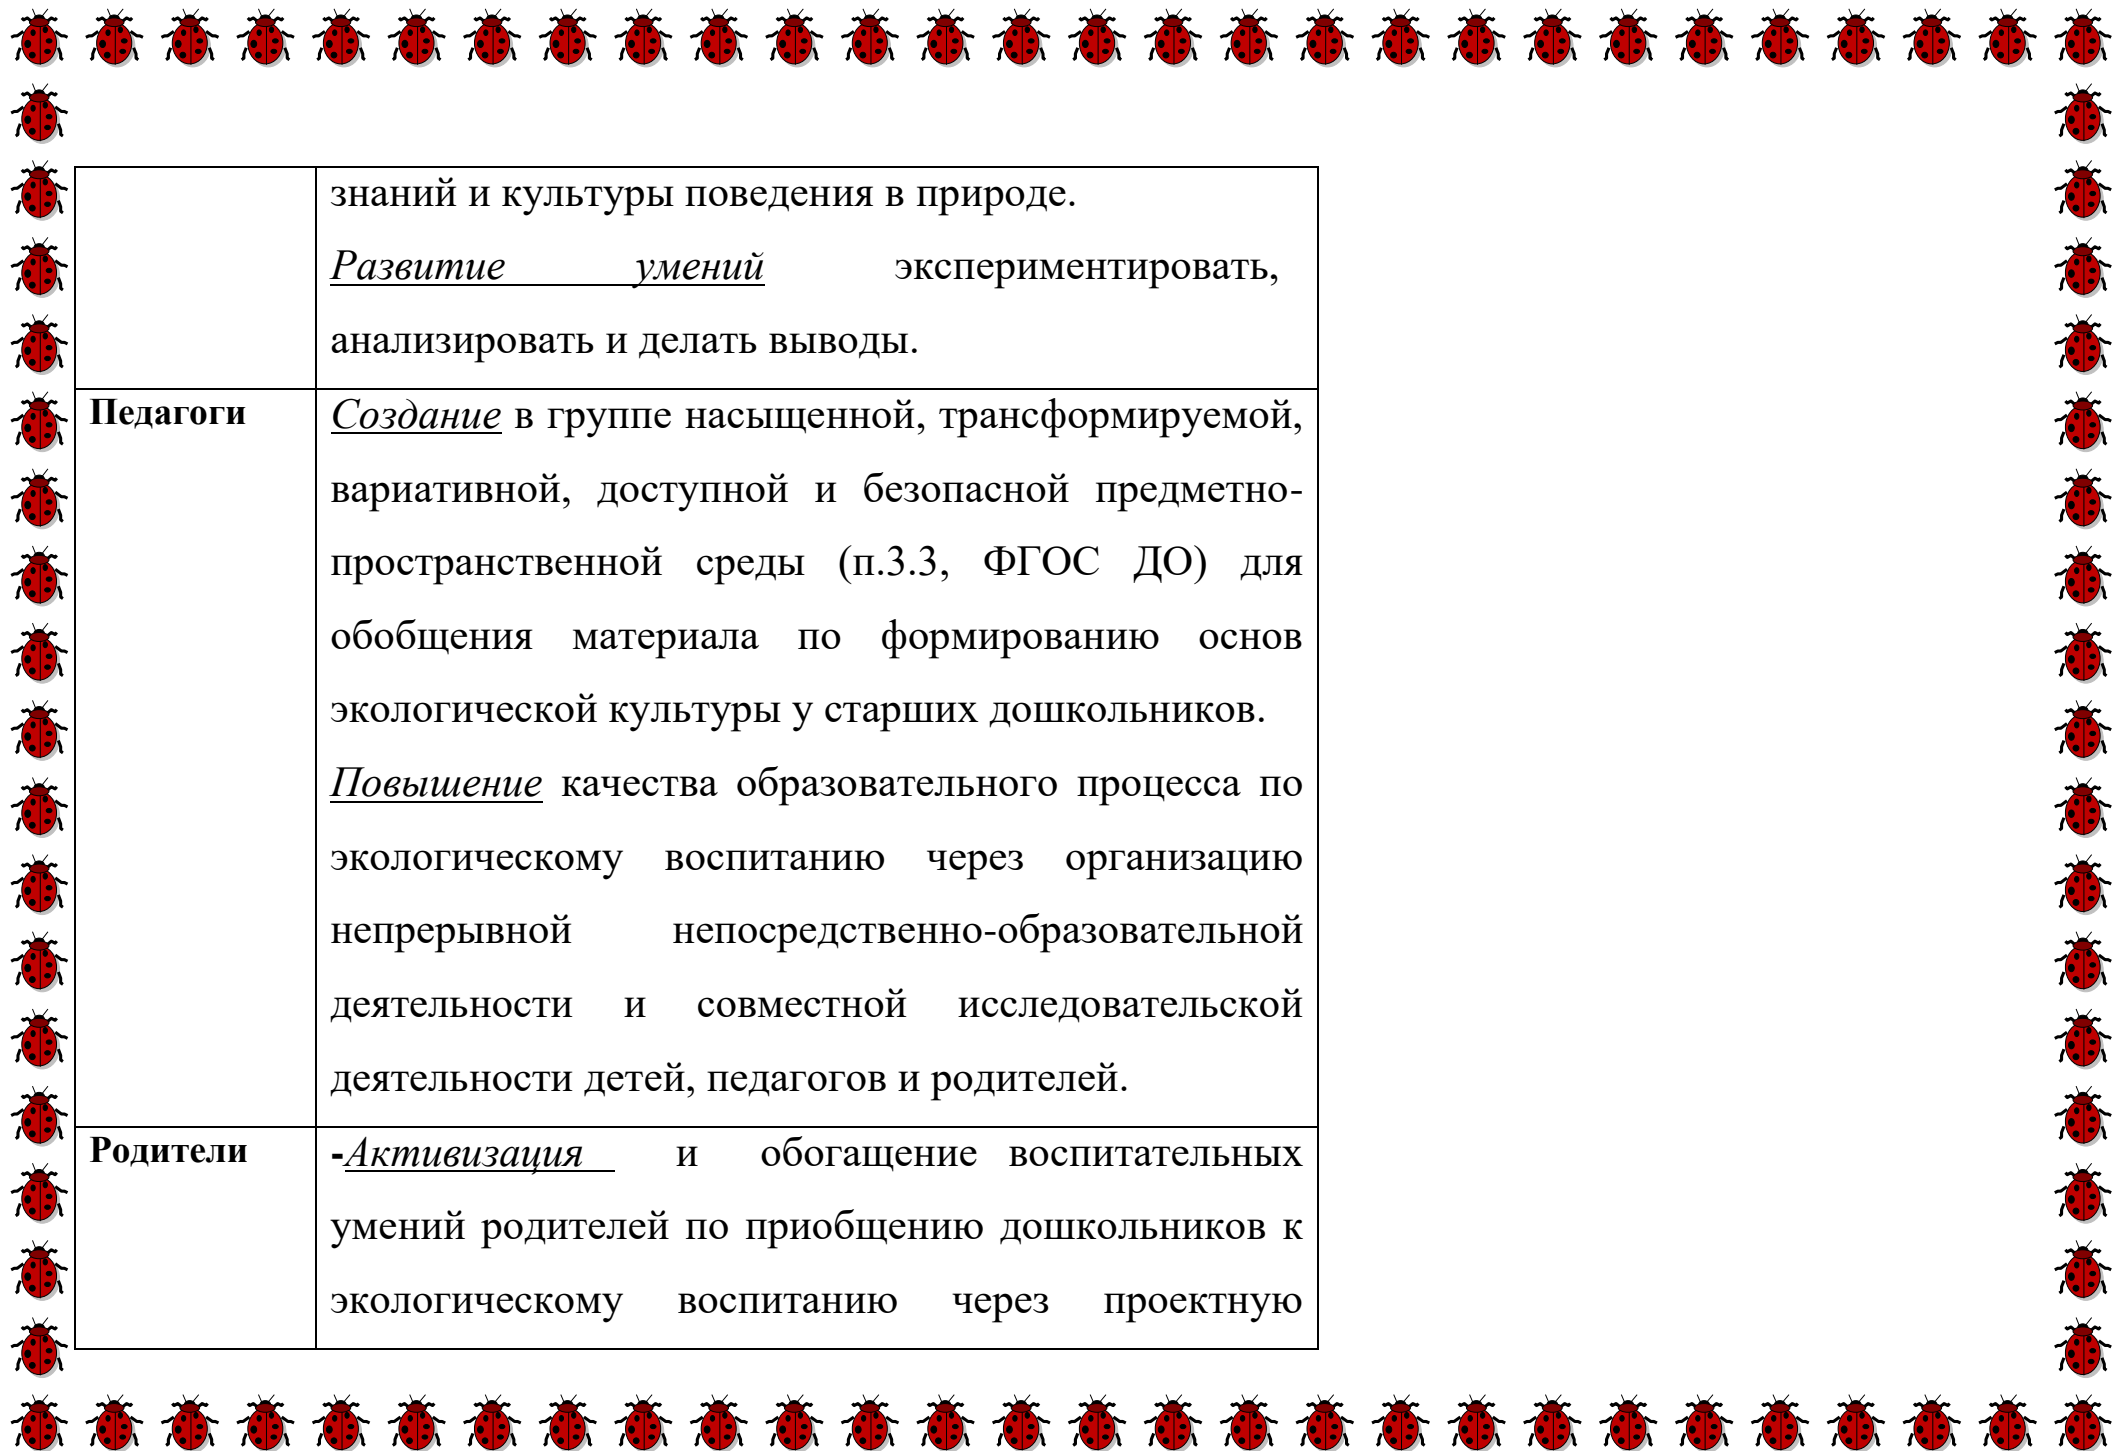 знаний и культуры поведения в природе.
Развитие умений экспериментировать,
анализировать и делать выводы.
Педагоги
Создание в группе насыщенной, трансформируемой,
вариативной, доступной и безопасной предметно-
пространственной среды (п.3.3, ФГОС ДО) для
обобщения материала по формированию основ
экологической культуры у старших дошкольников.
Повышение качества образовательного процесса по
экологическому воспитанию через организацию
непрерывной непосредственно-образовательной
деятельности и совместной исследовательской
деятельности детей, педагогов и родителей.
Родители
-Активизация и обогащение воспитательных
умений родителей по приобщению дошкольников к
экологическому воспитанию через проектную